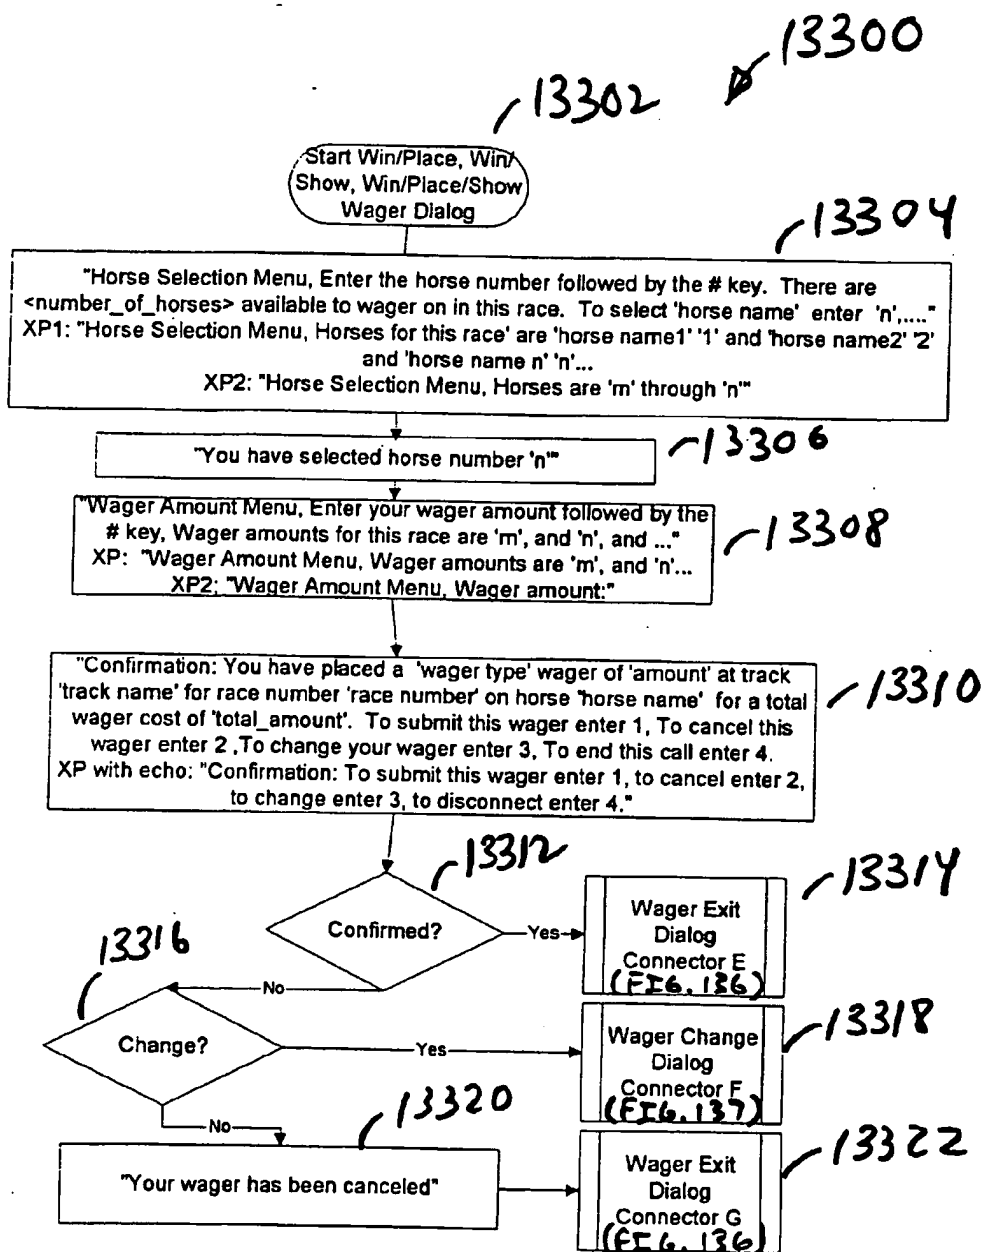 13300
13302
Start Win/Place, Win/
Show, Win/Place/Show
Wager Dialog
13304
"Horse Selection Menu, Enter the horse number followed by the # key. There are
<number_of_horses> available to wager on in this race. To select 'horse name' enter 'n',...."
XP1: "Horse Selection Menu, Horses for this race' are 'horse name1' '1' and 'horse name2' '2'
and 'horse name n' 'n'...
XP2: "Horse Selection Menu, Horses are 'm' through 'n'"
13306
"You have selected horse number 'n'"
"Wager Amount Menu, Enter your wager amount followed by the
# key, Wager amounts for this race are 'm', and 'n', and ..."
XP: "Wager Amount Menu, Wager amounts are 'm', and 'n'...
XP2: "Wager Amount Menu, Wager amount:"
13308
"Confirmation: You have placed a 'wager type' wager of 'amount' at track
'track name' for race number 'race number' on horse 'horse name' for a total
wager cost of 'total_amount'. To submit this wager enter 1, To cancel this
wager enter 2 ,To change your wager enter 3, To end this call enter 4.
XP with echo: "Confirmation: To submit this wager enter 1, to cancel enter 2,
to change enter 3, to disconnect enter 4."
13310
13312
Confirmed?
Yes
13314
Wager Exit
Dialog
Connector E
(FIG. 136)
No
13316
Change?
Yes
13318
Wager Change
Dialog
Connector F
(FIG. 137)
No
13320
"Your wager has been canceled"
13322
Wager Exit
Dialog
Connector G
(FIG. 136)